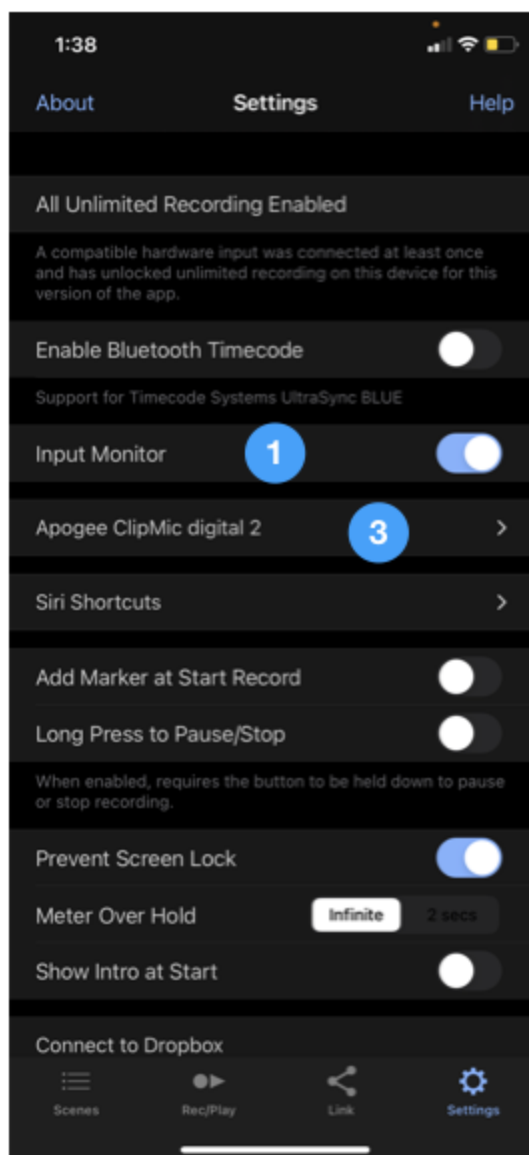 1:38
About Settings Help
All Unlimited Recording Enabled
A compatible hardware input was connected at least once
and has unlocked unlimited recording on this device for this
version of the app.
Enable Bluetooth Timecode
Support for Timecode Systems UltraSync BLUE
Input Monitor 1
Apogee ClipMic digital 2 3
Siri Shortcuts
Add Marker at Start Record
Long Press to Pause/Stop
When enabled, requires the button to be held down to pause
or stop recording.
Prevent Screen Lock
Meter Over Hold Infinite 2 secs
Show Intro at Start
Connect to Dropbox
Scenes Rec/Play Link Settings